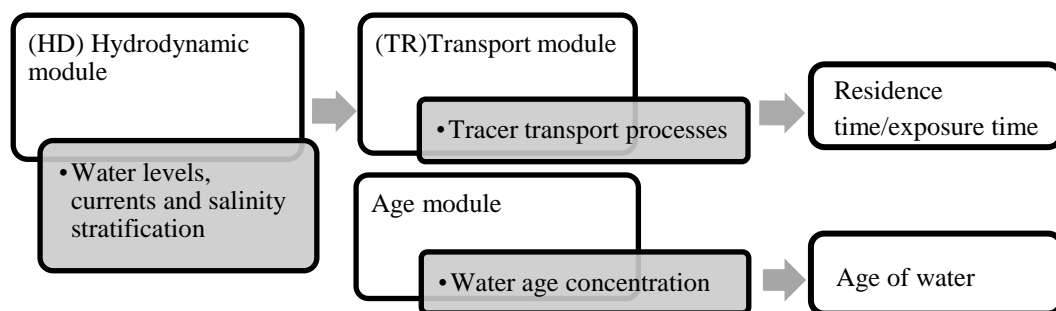 (HD) Hydrodynamic
module
• Water levels,
currents and salinity
stratification
(TR)Transport module
• Tracer transport processes
Residence
time/exposure time
Age module
• Water age concentration
Age of water